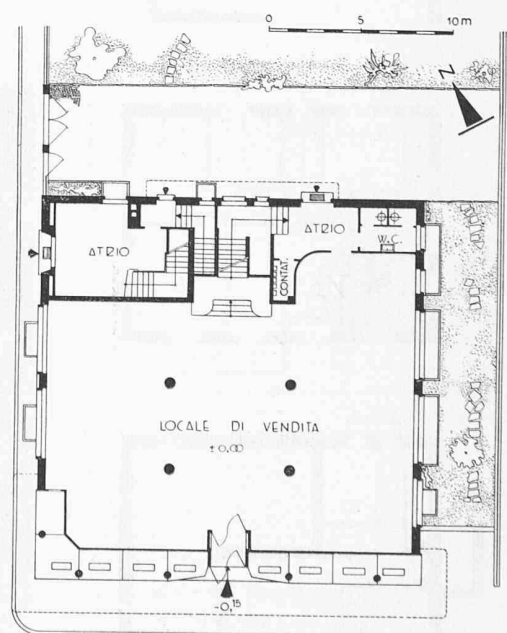 0 5 10 m
N
ATRIO
ATRIO
W.C.
CONTAT.
LOCALE DI VENDITA
±0,00
-0,15